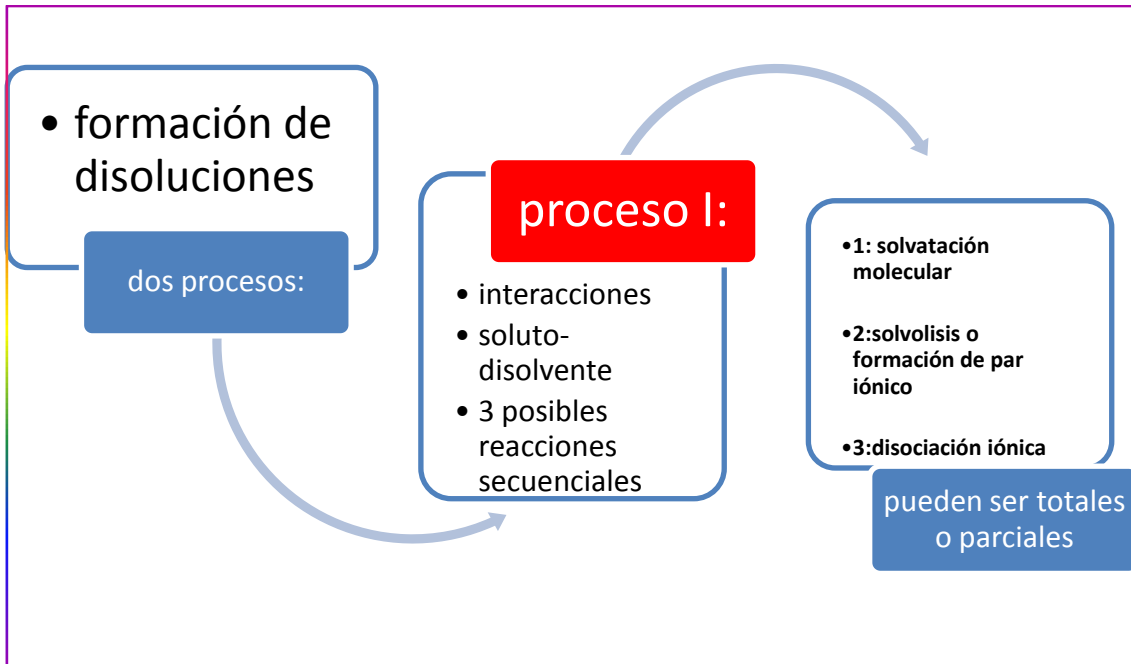 • formación de
disoluciones
dos procesos:
proceso I:
• interacciones
• soluto-
disolvente
• 3 posibles
reacciones
secuenciales
•1: solvatación
molecular
•2:solvolisis o
formación de par
iónico
•3:disociación iónica
pueden ser totales
o parciales